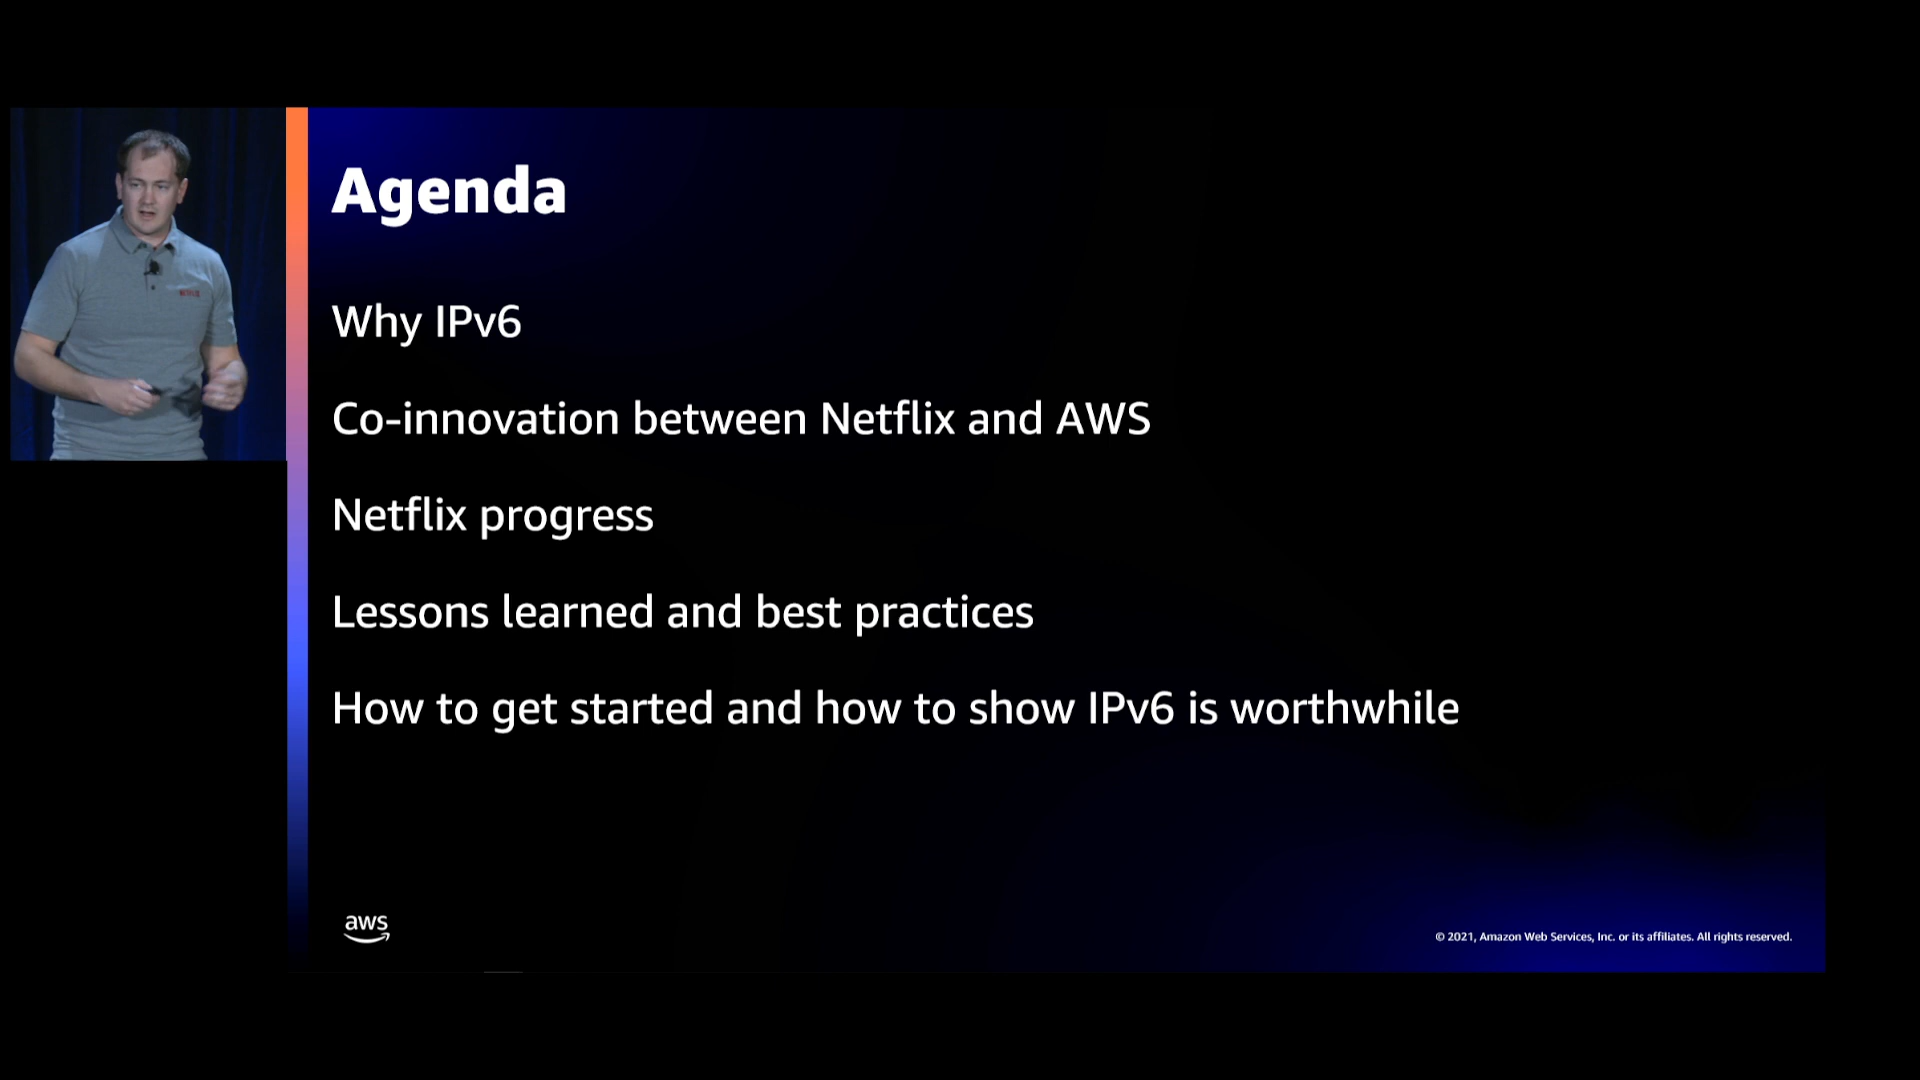 Agenda
Why IPv6
Co-innovation between Netflix and AWS
Netflix progress
Lessons learned and best practices
How to get started and how to show IPv6 is worthwhile
aws
© 2021, Amazon Web Services, Inc. or its affiliates. All rights reserved.
NETFLIX